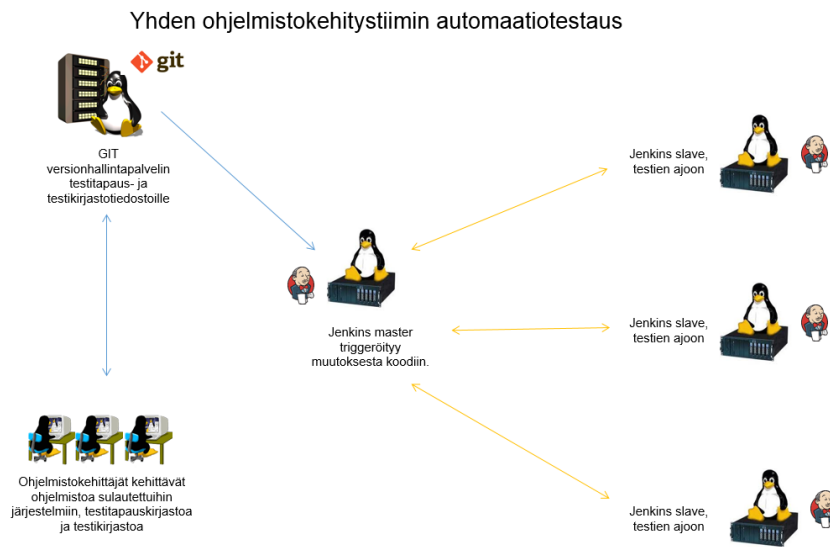 Yhden ohjelmistokehitystiimin automaatiotestaus
git
GIT
versionhallintapalvelin
testitapaus- ja
testikirjastotiedostoille
Jenkins slave,
testien ajoon
Jenkins master
triggeröityy
muutoksesta koodiin.
Jenkins slave,
testien ajoon
Ohjelmistokehittäjät kehittävät
ohjelmistoa sulautettuihin
järjestelmiin, testitapauskirjastoa
ja testikirjastoa
Jenkins slave,
testien ajoon